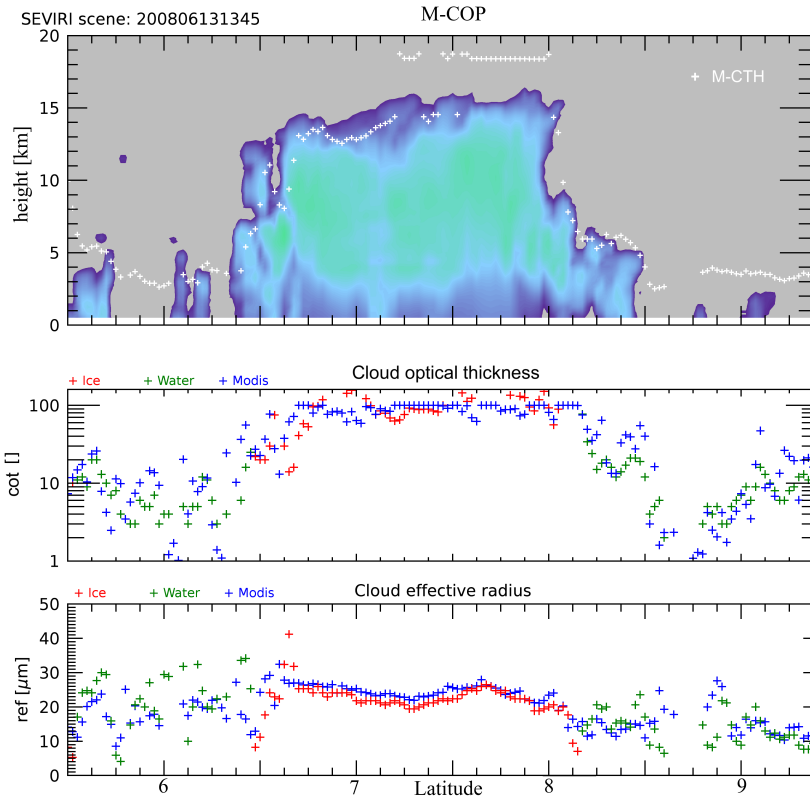 SEVIRI scene: 200806131345
M-COP
20
15
10
5
0
height [km]
+ M-CTH
Cloud optical thickness
+ Ice + Water + Modis
100
10
1
cot []
Cloud effective radius
+ Ice + Water + Modis
50
40
30
20
10
0
ref [μm]
6 7 8 9
Latitude